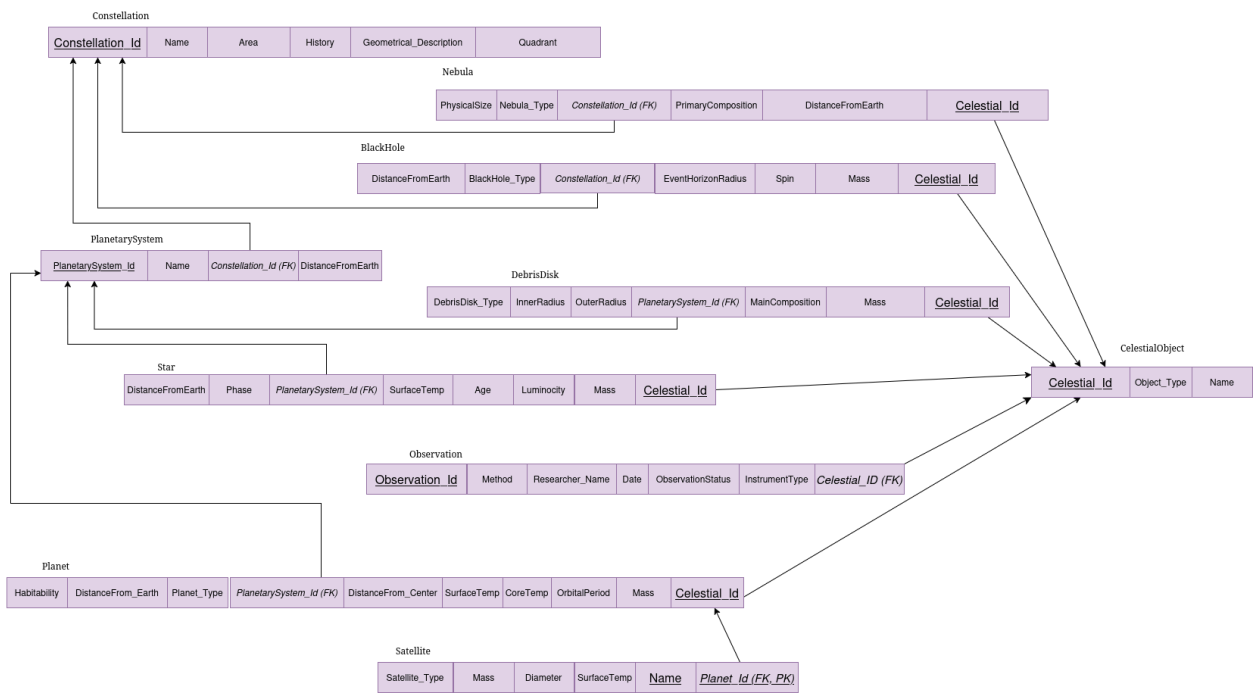 Constellation
Constellation_Id Name Area History Geometrical_Description Quadrant
Nebula
PhysicalSize Nebula_Type Constellation_Id (FK) PrimaryComposition DistanceFromEarth Celestial_Id
BlackHole
DistanceFromEarth BlackHole_Type Constellation_Id (FK) EventHorizonRadius Spin Mass Celestial_Id
PlanetarySystem
PlanetarySystem_Id Name Constellation_Id (FK) DistanceFromEarth
DebrisDisk
DebrisDisk_Type InnerRadius OuterRadius PlanetarySystem_Id (FK) MainComposition Mass Celestial_Id
CelestialObject
Celestial_Id Object_Type Name
Star
DistanceFromEarth Phase PlanetarySystem_Id (FK) SurfaceTemp Age Luminocity Mass Celestial_Id
Observation
Observation_Id Method Researcher_Name Date ObservationStatus InstrumentType Celestial_ID (FK)
Planet
Habitability DistanceFrom_Earth Planet_Type PlanetarySystem_Id (FK) DistanceFrom_Center SurfaceTemp CoreTemp OrbitalPeriod Mass Celestial_Id
Satellite
Satellite_Type Mass Diameter SurfaceTemp Name Planet_Id (FK, PK)